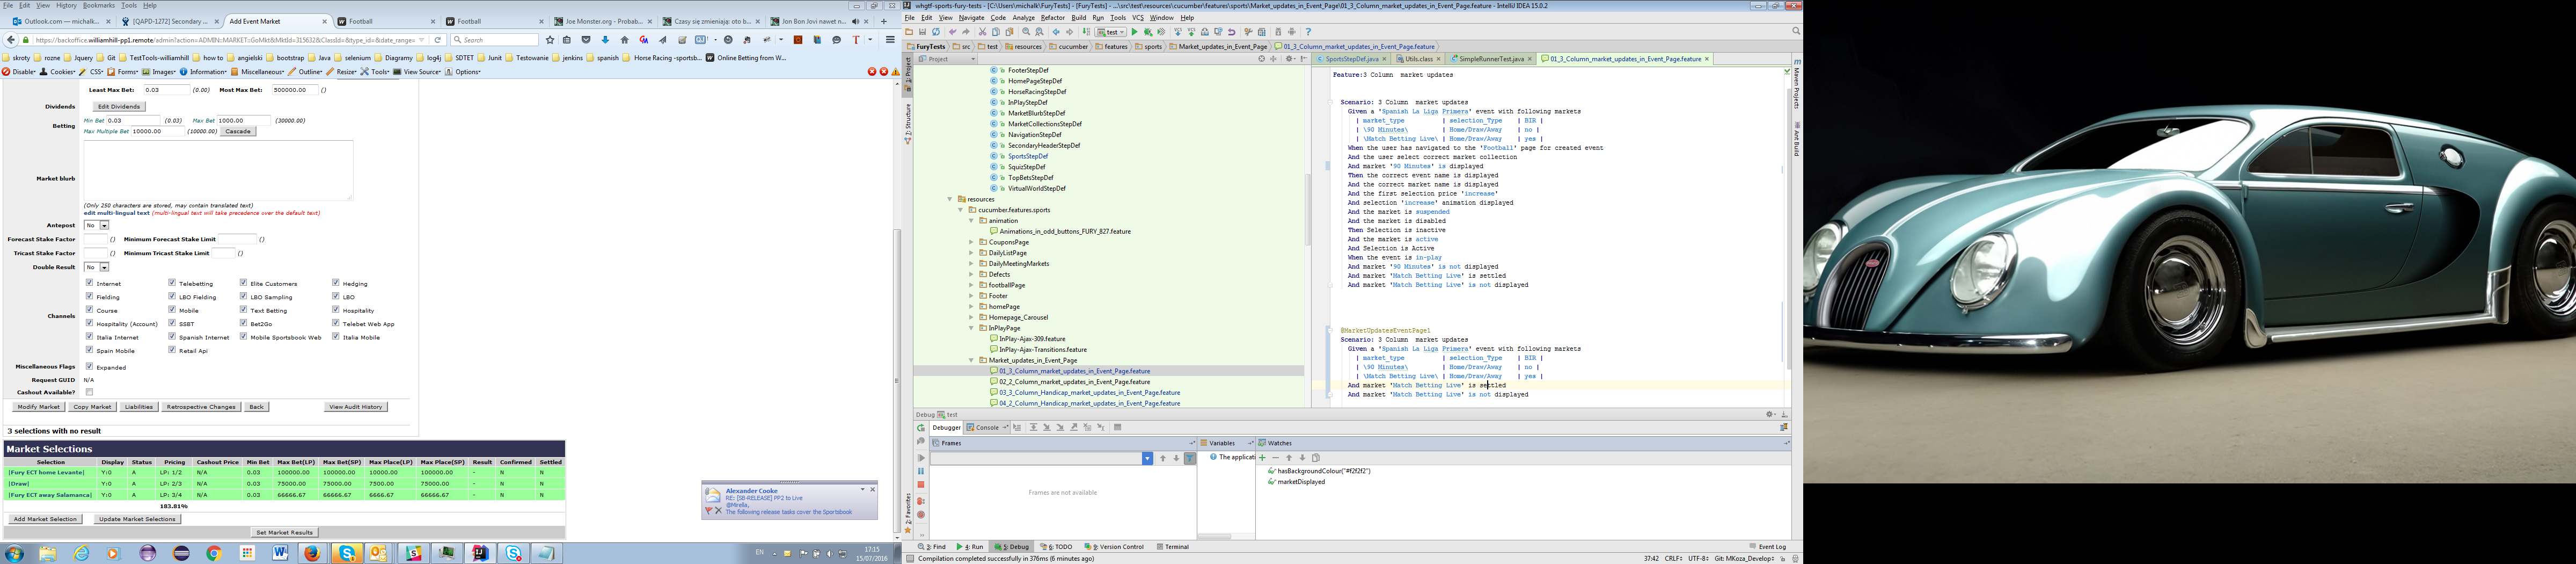 File Edit View History Bookmarks Tools Help
Outlook.com — michalk... [QAPD-1272] Secondary ... Add Event Market Football Football Joe Monster.org - Probab... Czasy się zmieniają: oto b... Jon Bon Jovi nawet n...
https://backoffice.williamhill-pp1.remote/admin?action=ADMIN::MARKET::GoMkt&MktId=315632&ClassId=&type_id=&date_range= Search
skroty rozne Jquery Git TestTools-williamhill how to angielski bootstrap Java selenium Diagramy log4j SDTET Junit Testowanie jenkins spanish Horse Racing -sportsb... Online Betting from W...
Disable Cookies CSS Forms Images Information Miscellaneous Outline Resize Tools View Source Options
Least Max Bet: 0.03 (0.00) Most Max Bet: 500000.00 ()
Dividends Edit Dividends
Betting Min Bet 0.03 (0.03) Max Bet 1000.00 (30000.00)
Max Multiple Bet 10000.00 (10000.00) Cascade
Market blurb
(Only 250 characters are stored, may contain translated text)
edit multi-lingual text (multi-lingual text will take precedence over the default text)
Antepost No
Forecast Stake Factor () Minimum Forecast Stake Limit ()
Tricast Stake Factor () Minimum Tricast Stake Limit ()
Double Result No
Channels
Internet Telebetting Elite Customers Hedging
Fielding LBO Fielding LBO Sampling LBO
Course Mobile Text Betting Hospitality
Hospitality (Account) SSBT Bet2Go Telebet Web App
Italia Internet Spanish Internet Mobile Sportsbook Web Italia Mobile
Spain Mobile Retail Api
Miscellaneous Flags Expanded
Request GUID N/A
Cashout Available?
Modify Market Copy Market Liabilities Retrospective Changes Back View Audit History
3 selections with no result
Market Selections
Selection Display Status Pricing Cashout Price Min Bet Max Bet(LP) Max Bet(SP) Max Place(LP) Max Place(SP) Result Confirmed Settled
|Fury ECT home Levante| Y:0 A LP: 1/2 N/A 0.03 100000.00 100000.00 10000.00 100000.00 - N N
|Draw| Y:0 A LP: 2/3 N/A 0.03 75000.00 75000.00 7500.00 75000.00 - N N
|Fury ECT away Salamanca| Y:0 A LP: 3/4 N/A 0.03 66666.67 66666.67 6666.67 66666.67 - N N
183.81%
Add Market Selection Update Market Selections
Set Market Results
Alexander Cooke
RE: [SB-RELEASE] PP2 to Live
@Mirella,
The following release tasks cover the Sportsbook
EN 17:15
15/07/2016
whgtf-sports-fury-tests - [C:\Users\michalk\FuryTests] - [FuryTests] - ...\src\test\resources\cucumber\features\sports\Market_updates_in_Event_Page\01_3_Column_market_updates_in_Event_Page.feature - IntelliJ IDEA 15.0.2
File Edit View Navigate Code Analyze Refactor Build Run Tools VCS Window Help
test
FuryTests src test resources cucumber features sports Market_updates_in_Event_Page 01_3_Column_market_updates_in_Event_Page.feature
Project
SportsStepDef.java Utils.class SimpleRunnerTest.java 01_3_Column_market_updates_in_Event_Page.feature
1: Project
7: Structure
2: Favorites
FooterStepDef
HomePageStepDef
HorseRacingStepDef
InPlayStepDef
MarketBlurbStepDef
MarketCollectionsStepDef
NavigationStepDef
SecondaryHeaderStepDef
SportsStepDef
SquizStepDef
TopBetsStepDef
VirtualWorldStepDef
resources
cucumber.features.sports
animation
Animations_in_odd_buttons_FURY_827.feature
CouponsPage
DailyListPage
DailyMeetingMarkets
Defects
footballPage
Footer
homePage
Homepage_Carousel
InPlayPage
InPlay-Ajax-309.feature
InPlay-Ajax-Transitions.feature
Market_updates_in_Event_Page
01_3_Column_market_updates_in_Event_Page.feature
02_2_Column_market_updates_in_Event_Page.feature
03_3_Column_Handicap_market_updates_in_Event_Page.feature
04_2_Column_Handicap_market_updates_in_Event_Page.feature
Feature:3 Column market updates
Scenario: 3 Column market updates
Given a 'Spanish La Liga Primera' event with following markets
| market_type | selection_Type | BIR |
| \90 Minutes\ | Home/Draw/Away | no |
| \Match Betting Live\ | Home/Draw/Away | yes |
When the user has navigated to the 'Football' page for created event
And the user select correct market collection
And market '90 Minutes' is displayed
Then the correct event name is displayed
And the correct market name is displayed
And the first selection price 'increase'
And selection 'increase' animation displayed
And the market is suspended
And the market is disabled
Then Selection is inactive
And the market is active
And Selection is Active
When the event is in-play
And market '90 Minutes' is not displayed
And market 'Match Betting Live' is settled
And market 'Match Betting Live' is not displayed
@MarketUpdatesEventPage1
Scenario: 3 Column market updates
Given a 'Spanish La Liga Primera' event with following markets
| market_type | selection_Type | BIR |
| \90 Minutes\ | Home/Draw/Away | no |
| \Match Betting Live\ | Home/Draw/Away | yes |
And market 'Match Betting Live' is settled
And market 'Match Betting Live' is not displayed
Maven Projects
Ant Build
Debug test
Debugger Console
Frames Variables Watches
Frames are not available
The applicati
hasBackgroundColour("#f2f2f2")
marketDisplayed
3: Find 4: Run 5: Debug 6: TODO 9: Version Control Terminal Event Log
Compilation completed successfully in 376ms (6 minutes ago) 37:42 CRLF UTF-8 Git: MKoza_Develop